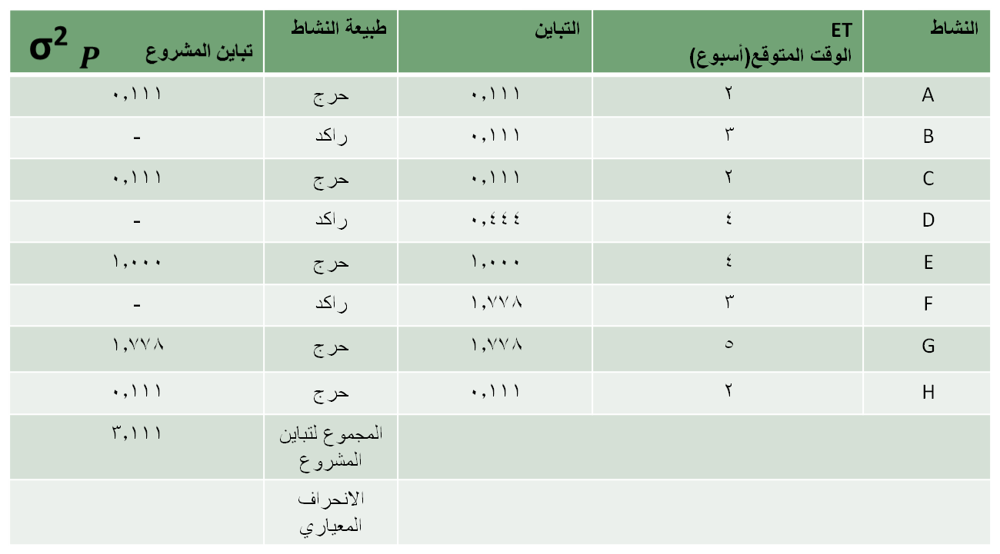 النشاط ET الوقت المتوقع(أسبوع) التباين طبيعة النشاط تباين المشروع σ² P
A ٢ ٠,١١١ حرج ٠,١١١
B ٣ ٠,١١١ راكد -
C ٢ ٠,١١١ حرج ٠,١١١
D ٤ ٠,٤٤٤ راكد -
E ٤ ١,٠٠٠ حرج ١,٠٠٠
F ٣ ١,٧٧٨ راكد -
G ٥ ١,٧٧٨ حرج ١,٧٧٨
H ٢ ٠,١١١ حرج ٠,١١١
المجموع لتباين المشروع ٣,١١١
الانحراف المعياري